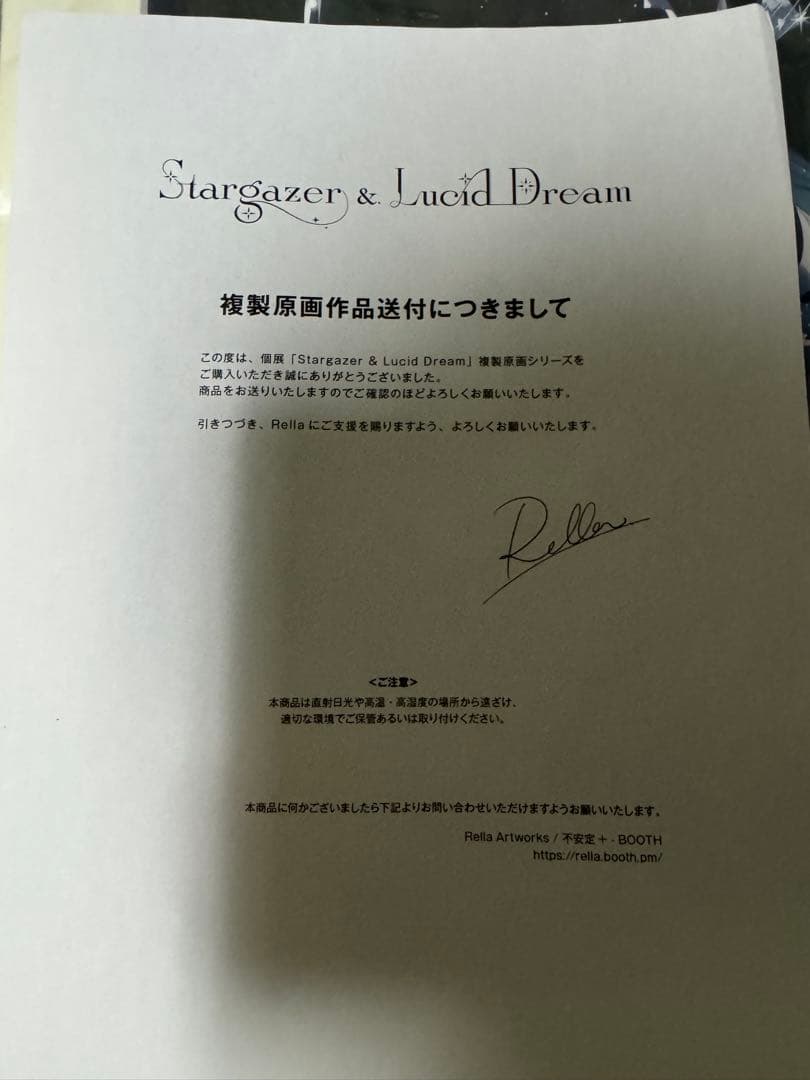 Stargazer & Lucid Dream
複製原画作品送付につきまして
この度は、個展「Stargazer & Lucid Dream」複製原画シリーズを
ご購入いただき誠にありがとうございました。
商品をお送りいたしますのでご確認のほどよろしくお願いいたします。
引きつづき、Rellaにご支援を賜りますよう、よろしくお願いいたします。
Rella
<ご注意>
本商品は直射日光や高温・高湿度の場所から遠ざけ、
適切な環境でご保管あるいは取り付けください。
本商品に何かございましたら下記よりお問い合わせいただけますようお願いいたします。
Rella Artworks / 不安定＋ - BOOTH
https://rella.booth.pm/